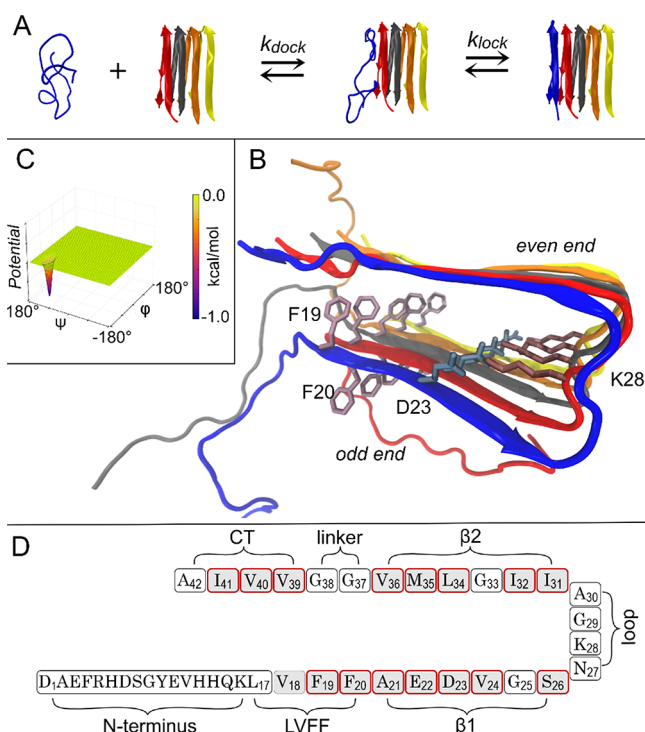 A
+
k_dock
k_lock
C
Potential
180°
ψ
-180°
φ
180°
0.0
kcal/mol
-1.0
B
even end
F19
F20
D23
K28
odd end
D
CT
linker
β2
A42 I41 V40 V39 G38 G37 V36 M35 L34 G33 I32 I31
A30
G29
K28
N27
loop
D1AEFRHDSGYEVHHQKL17 V18 F19 F20 A21 E22 D23 V24 G25 S26
N-terminus
LVFF
β1